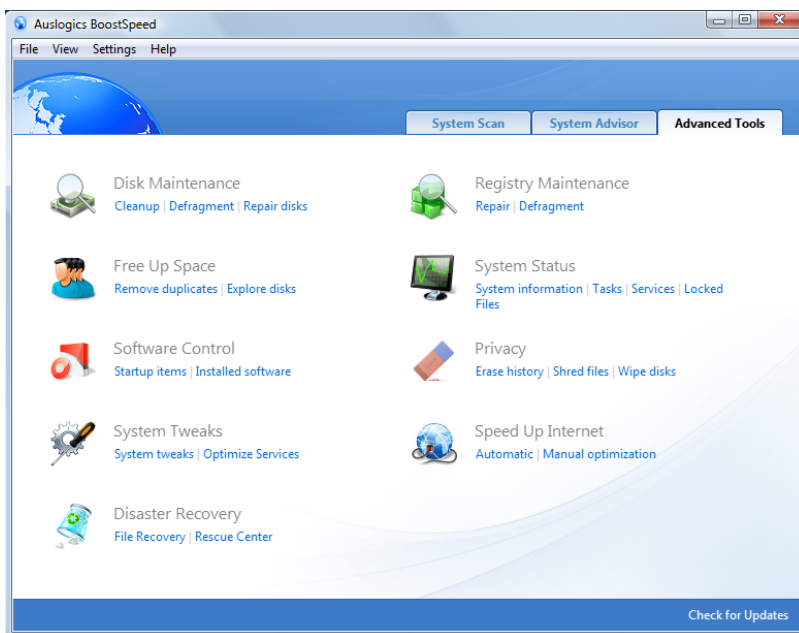 Auslogics BoostSpeed
File View Settings Help
System Scan System Advisor Advanced Tools
Disk Maintenance
Cleanup | Defragment | Repair disks
Registry Maintenance
Repair | Defragment
Free Up Space
Remove duplicates | Explore disks
System Status
System information | Tasks | Services | Locked
Files
Software Control
Startup items | Installed software
Privacy
Erase history | Shred files | Wipe disks
System Tweaks
System tweaks | Optimize Services
Speed Up Internet
Automatic | Manual optimization
Disaster Recovery
File Recovery | Rescue Center
Check for Updates